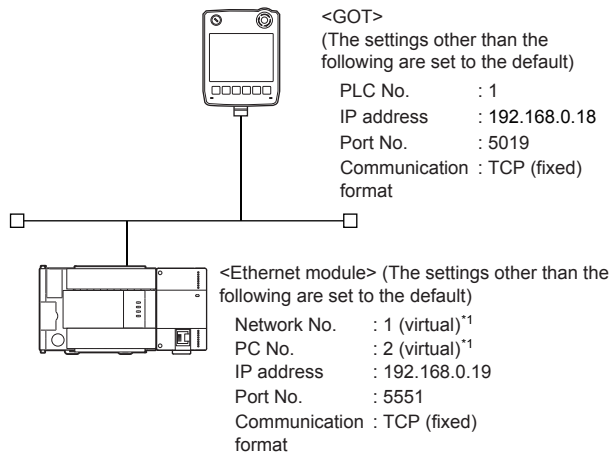 <GOT>
(The settings other than the
following are set to the default)
PLC No. : 1
IP address : 192.168.0.18
Port No. : 5019
Communication : TCP (fixed)
format
<Ethernet module> (The settings other than the
following are set to the default)
Network No. : 1 (virtual)*1
PC No. : 2 (virtual)*1
IP address : 192.168.0.19
Port No. : 5551
Communication : TCP (fixed)
format